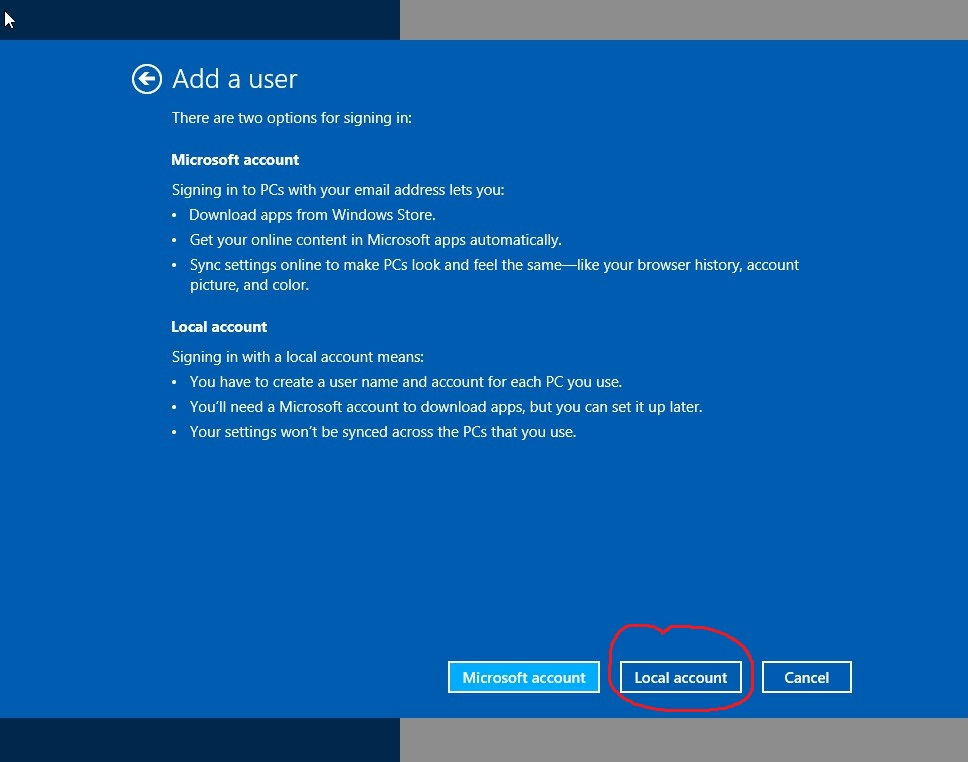 Add a user
There are two options for signing in:
Microsoft account
Signing in to PCs with your email address lets you:
• Download apps from Windows Store.
• Get your online content in Microsoft apps automatically.
• Sync settings online to make PCs look and feel the same—like your browser history, account
picture, and color.
Local account
Signing in with a local account means:
• You have to create a user name and account for each PC you use.
• You’ll need a Microsoft account to download apps, but you can set it up later.
• Your settings won’t be synced across the PCs that you use.
Microsoft account Local account Cancel